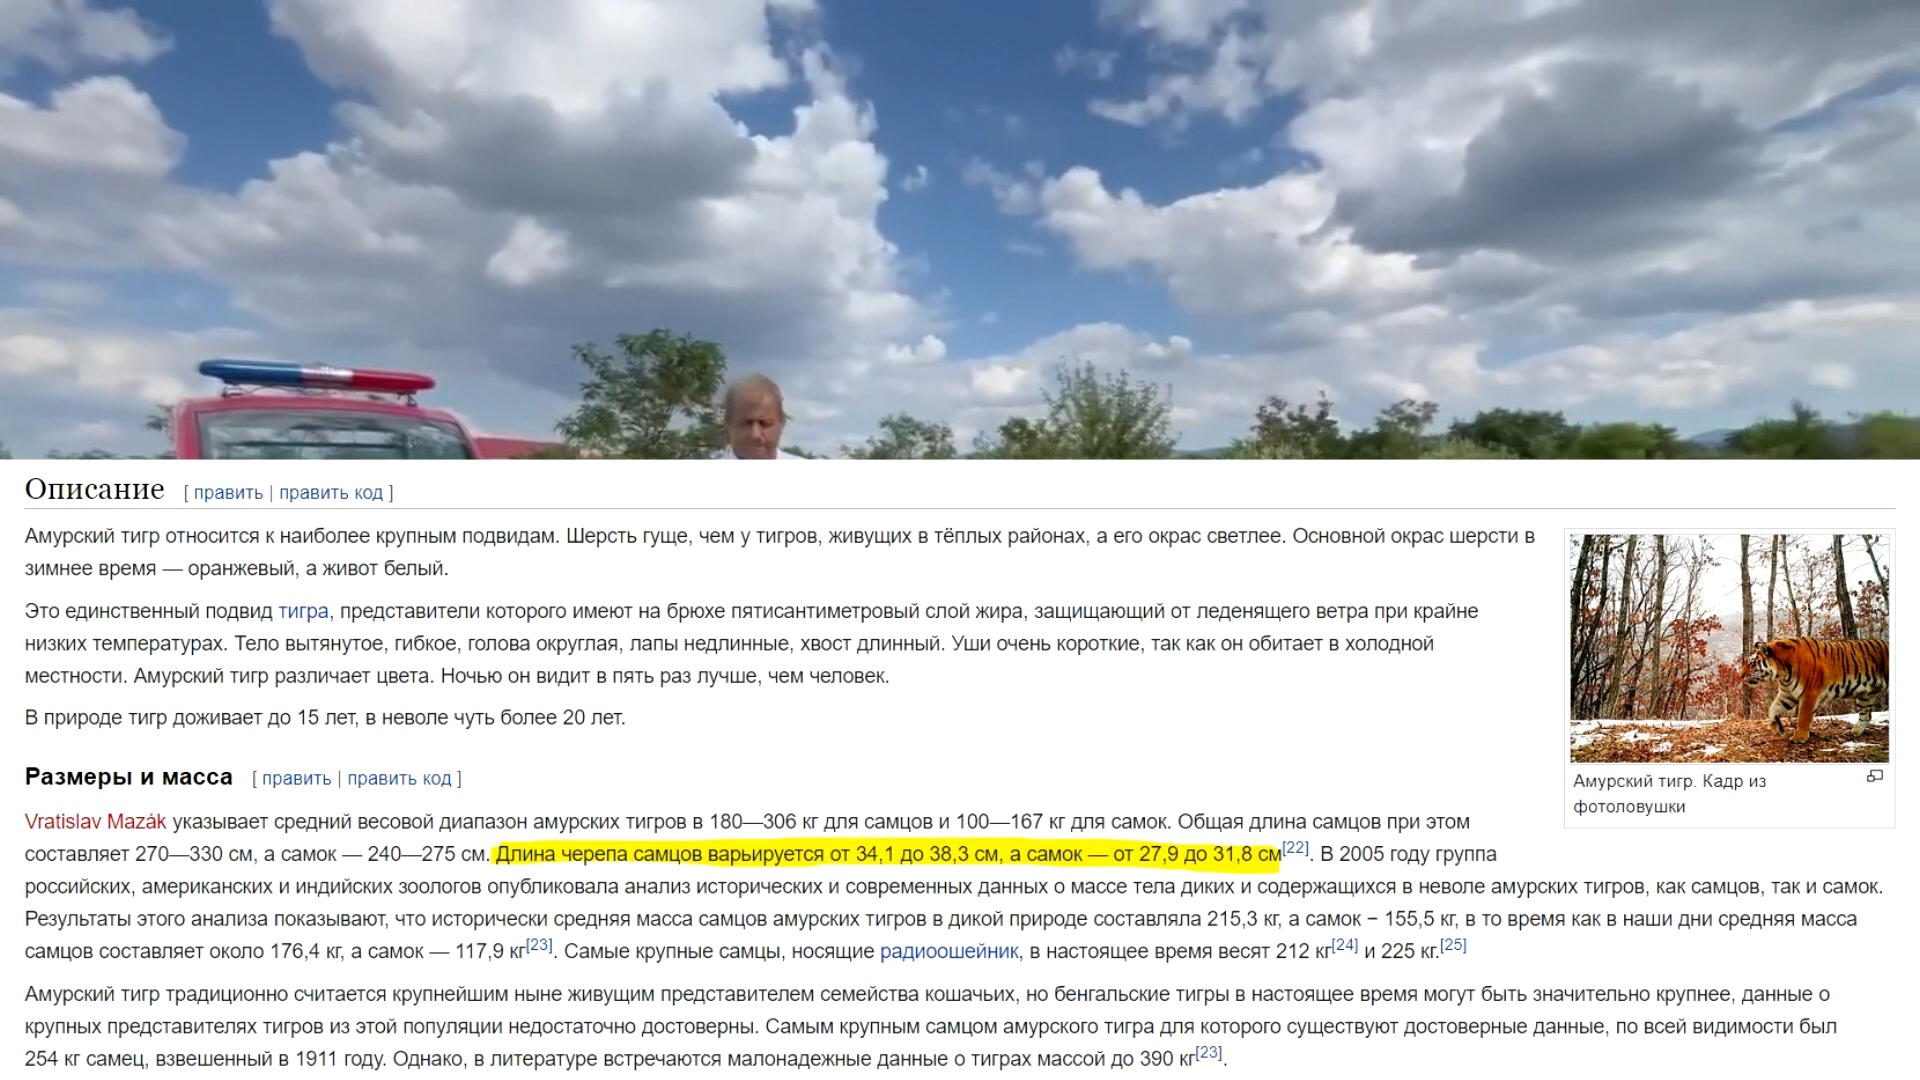 Описание [ править | править код ]
Амурский тигр относится к наиболее крупным подвидам. Шерсть гуще, чем у тигров, живущих в тёплых районах, а его окрас светлее. Основной окрас шерсти в
зимнее время — оранжевый, а живот белый.
Это единственный подвид тигра, представители которого имеют на брюхе пятисантиметровый слой жира, защищающий от леденящего ветра при крайне
низких температурах. Тело вытянутое, гибкое, голова округлая, лапы недлинные, хвост длинный. Уши очень короткие, так как он обитает в холодной
местности. Амурский тигр различает цвета. Ночью он видит в пять раз лучше, чем человек.
В природе тигр доживает до 15 лет, в неволе чуть более 20 лет.
Амурский тигр. Кадр из
фотоловушки
Размеры и масса [ править | править код ]
Vratislav Mazák указывает средний весовой диапазон амурских тигров в 180—306 кг для самцов и 100—167 кг для самок. Общая длина самцов при этом
составляет 270—330 см, а самок — 240—275 см. Длина черепа самцов варьируется от 34,1 до 38,3 см, а самок — от 27,9 до 31,8 см[22]. В 2005 году группа
российских, американских и индийских зоологов опубликовала анализ исторических и современных данных о массе тела диких и содержащихся в неволе амурских тигров, как самцов, так и самок.
Результаты этого анализа показывают, что исторически средняя масса самцов амурских тигров в дикой природе составляла 215,3 кг, а самок − 155,5 кг, в то время как в наши дни средняя масса
самцов составляет около 176,4 кг, а самок — 117,9 кг[23]. Самые крупные самцы, носящие радиоошейник, в настоящее время весят 212 кг[24] и 225 кг.[25]
Амурский тигр традиционно считается крупнейшим ныне живущим представителем семейства кошачьих, но бенгальские тигры в настоящее время могут быть значительно крупнее, данные о
крупных представителях тигров из этой популяции недостаточно достоверны. Самым крупным самцом амурского тигра для которого существуют достоверные данные, по всей видимости был
254 кг самец, взвешенный в 1911 году. Однако, в литературе встречаются малонадежные данные о тиграх массой до 390 кг[23].